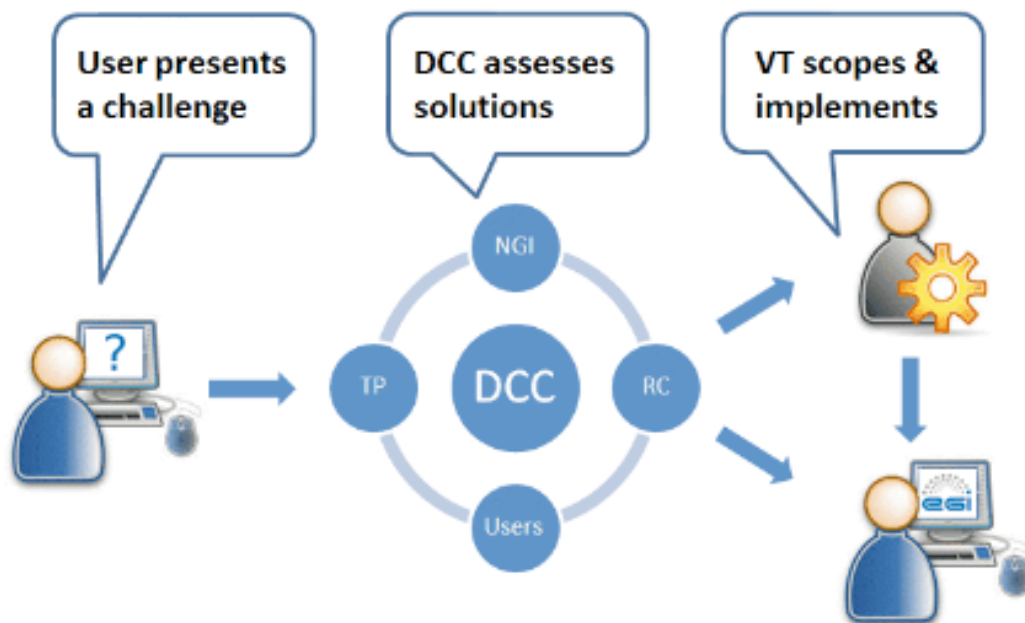 User presents
a challenge
DCC assesses
solutions
VT scopes &
implements
NGI
?
TP
DCC
RC
egi
Users